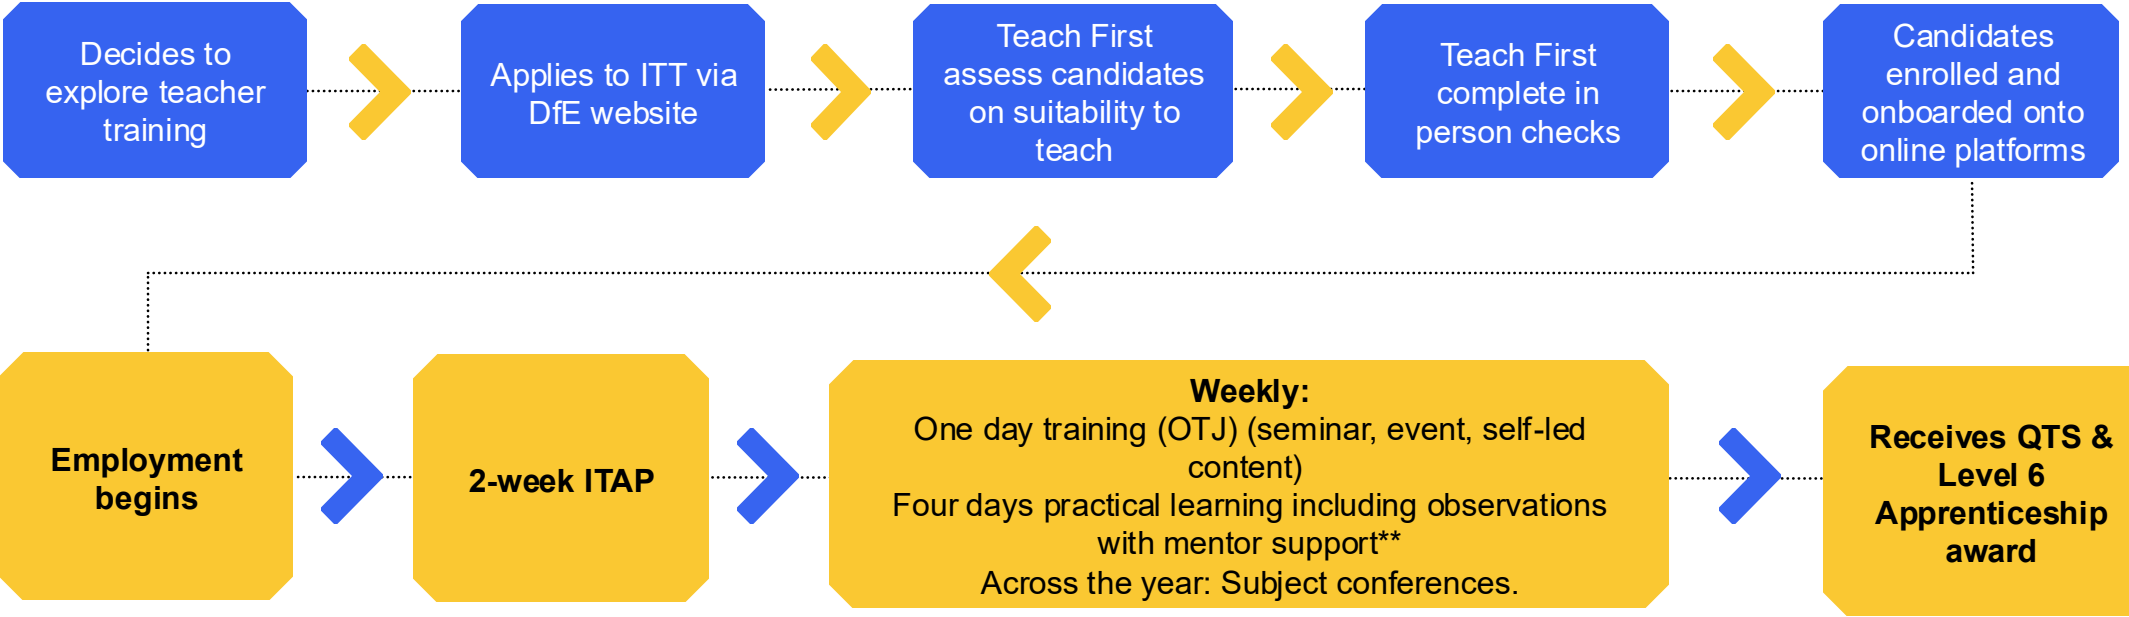 Decides to
explore teacher
training
Applies to ITT via
DfE website
Teach First
assess candidates
on suitability to
teach
Teach First
complete in
person checks
Candidates
enrolled and
onboarded onto
online platforms
Employment
begins
2-week ITAP
Weekly:
One day training (OTJ) (seminar, event, self-led
content)
Four days practical learning including observations
with mentor support**
Across the year: Subject conferences.
Receives QTS &
Level 6
Apprenticeship
award